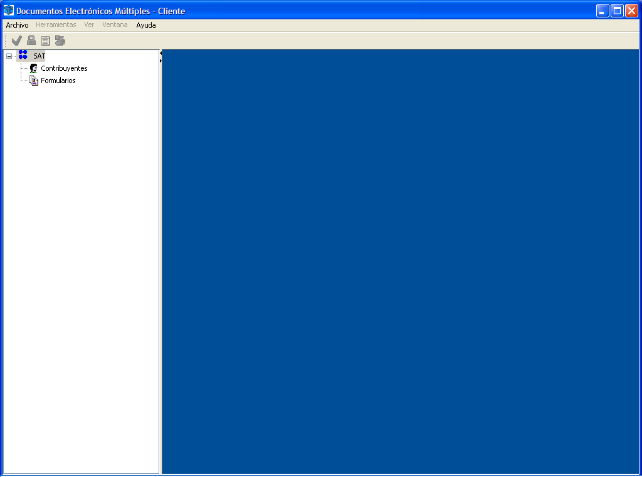 Documentos Electrónicos Múltiples - Cliente
Archivo Herramientas Ver Ventana Ayuda
SAT
Contribuyentes
Formularios